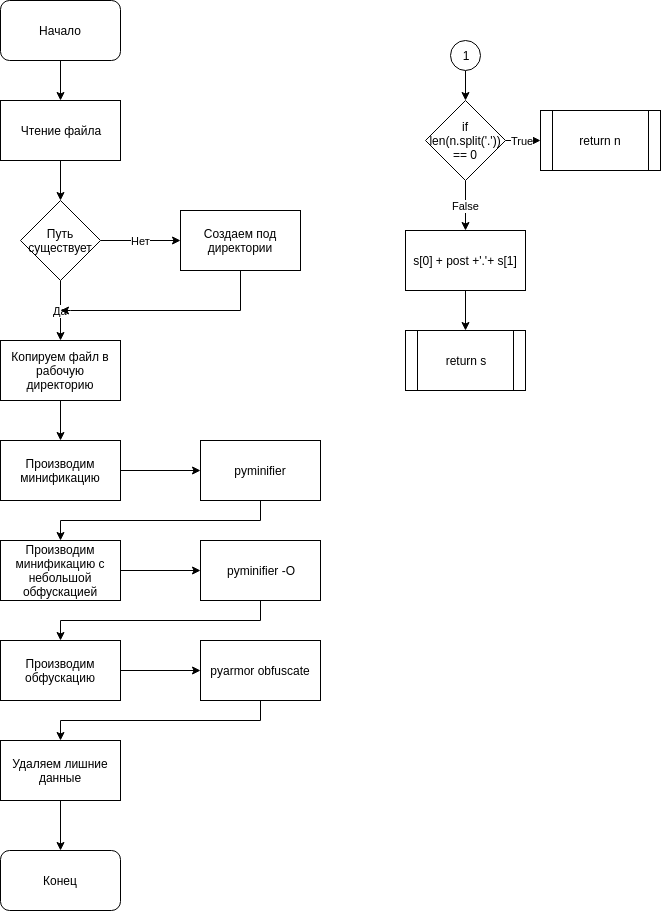 Начало
Чтение файла
Путь
существует
Нет
Создаем под
директории
Да
Копируем файл в
рабочую
директорию
Производим
минификацию
pyminifier
Производим
минификацию с
небольшой
обфускацией
pyminifier -O
Производим
обфускацию
pyarmor obfuscate
Удаляем лишние
данные
Конец
1
if
len(n.split('.'))
== 0
True
return n
False
s[0] + post +'.'+ s[1]
return s